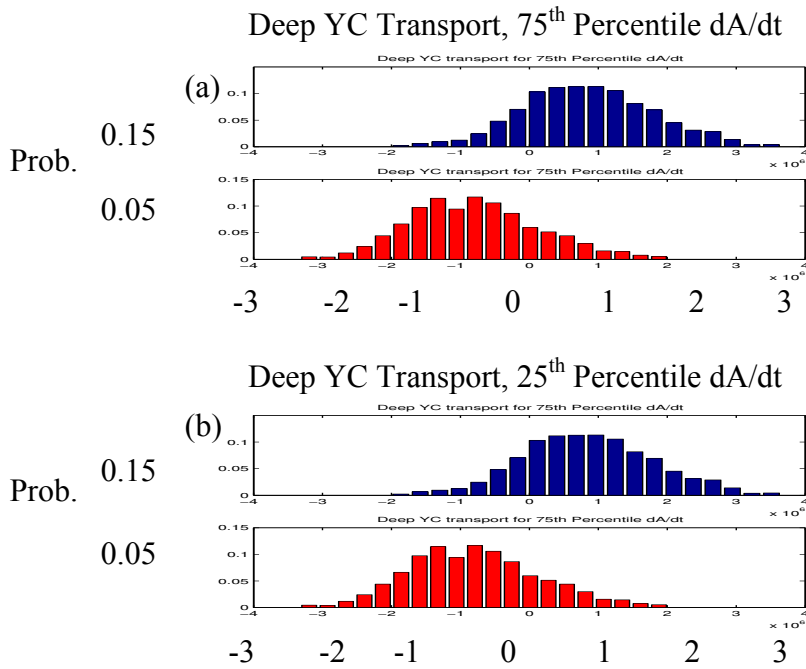 Deep YC Transport, 75th Percentile dA/dt
Deep YC transport for 75th Percentile dA/dt
(a)
0.1
0.05
0
−4 −3 −2 −1 0 1 2 3 4
x 10^6
Prob.
0.15
0.05
Deep YC transport for 75th Percentile dA/dt
0.15
0.1
0.05
0
−4 −3 −2 −1 0 1 2 3 4
x 10^6
-3 -2 -1 0 1 2 3
Deep YC Transport, 25th Percentile dA/dt
Deep YC transport for 75th Percentile dA/dt
(b)
0.1
0.05
0
−4 −3 −2 −1 0 1 2 3 4
x 10^6
Prob.
0.15
0.05
Deep YC transport for 75th Percentile dA/dt
0.15
0.1
0.05
0
−4 −3 −2 −1 0 1 2 3 4
x 10^6
-3 -2 -1 0 1 2 3